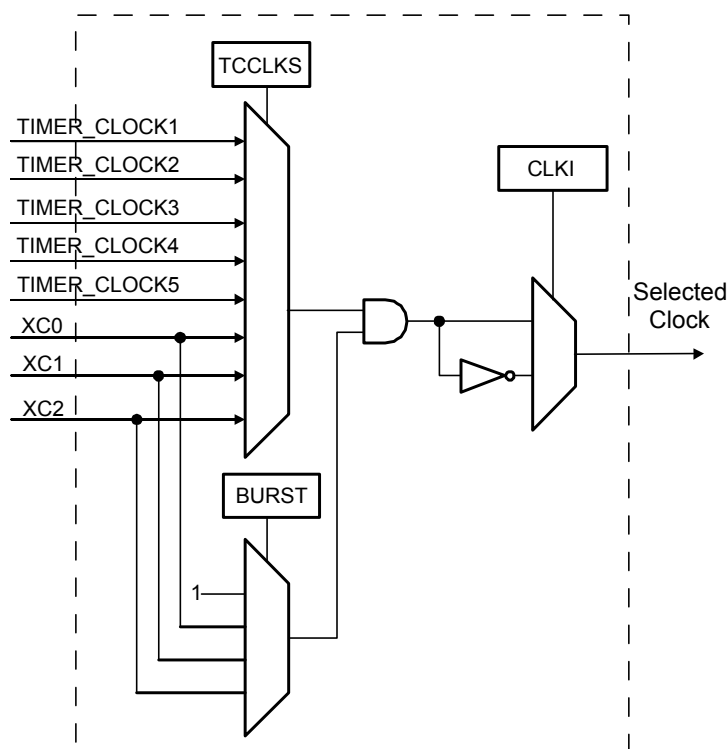 TCCLKS
TIMER_CLOCK1
TIMER_CLOCK2
TIMER_CLOCK3
TIMER_CLOCK4
TIMER_CLOCK5
XC0
XC1
XC2
CLKI
Selected
Clock
BURST
1